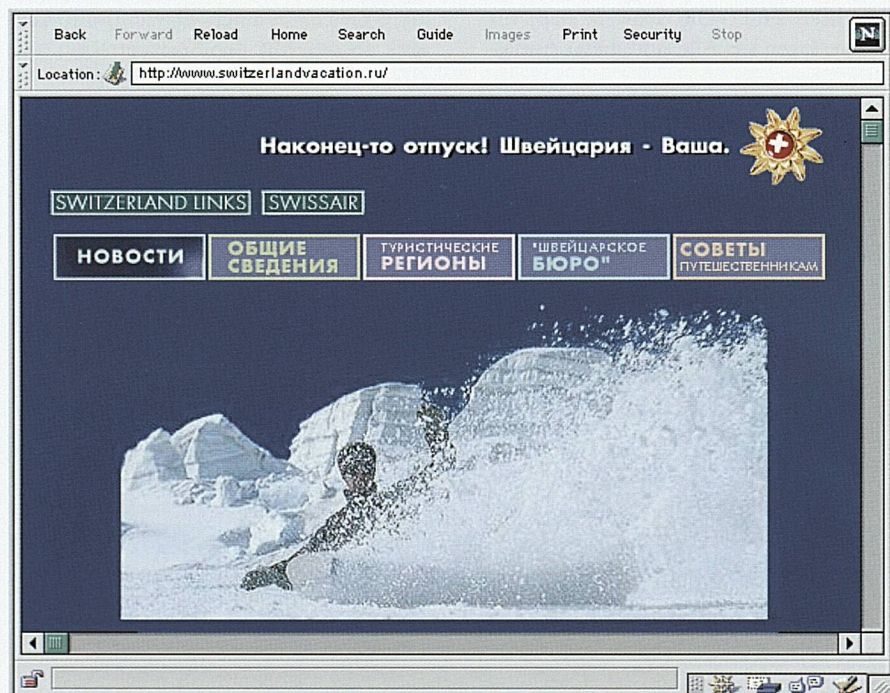 Back Forward Reload Home Search Guide Images Print Security Stop
N
Location: http://www.switzerlandvacation.ru/
Наконец-то отпуск! Швейцария - Ваша.
SWITZERLAND LINKS SWISSAIR
НОВОСТИ
ОБЩИЕ
СВЕДЕНИЯ
ТУРИСТИЧЕСКИЕ
РЕГИОНЫ
"ШВЕЙЦАРСКОЕ
БЮРО"
СОВЕТЫ
ПУТЕШЕСТВЕННИКАМ